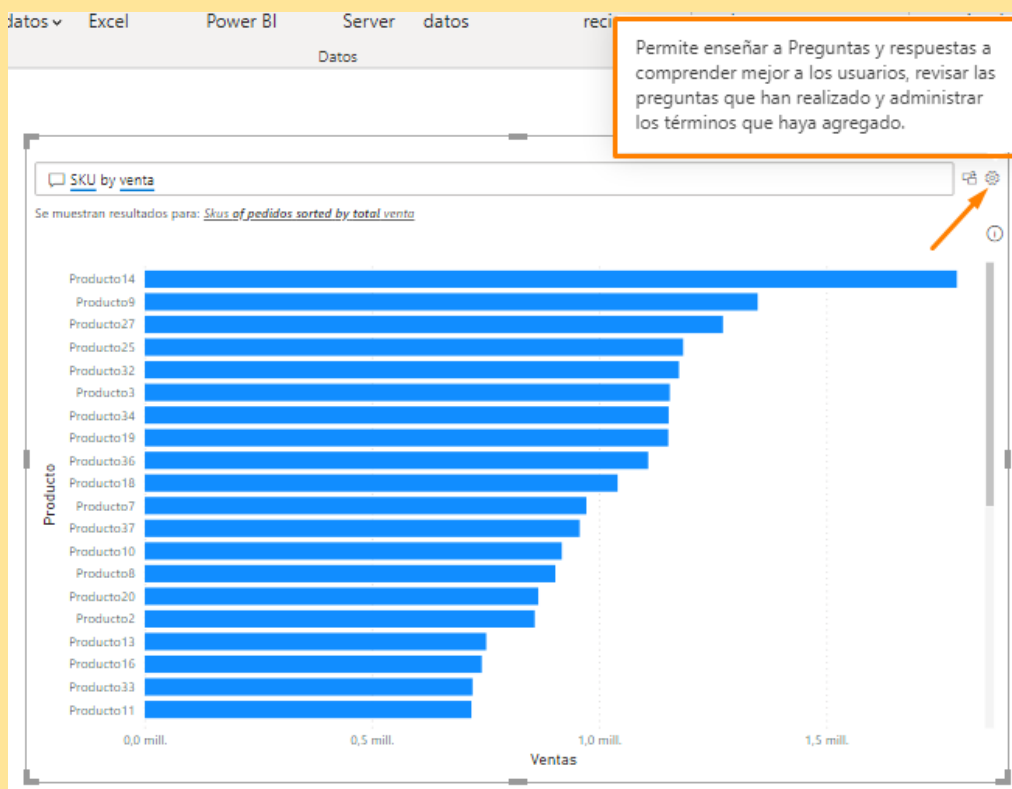 datos
Excel
Power BI
Server
datos
Datos
Permite enseñar a Preguntas y respuestas a
comprender mejor a los usuarios, revisar las
preguntas que han realizado y administrar
los términos que haya agregado.
SKU by venta
Se muestran resultados para: Skus of pedidos sorted by total venta
Producto14
Producto9
Producto27
Producto25
Producto32
Producto3
Producto34
Producto19
Producto36
Producto18
Producto7
Producto37
Producto10
Producto8
Producto20
Producto2
Producto13
Producto16
Producto33
Producto11
Producto
0,0 mill.
0,5 mill.
1,0 mill.
1,5 mill.
Ventas